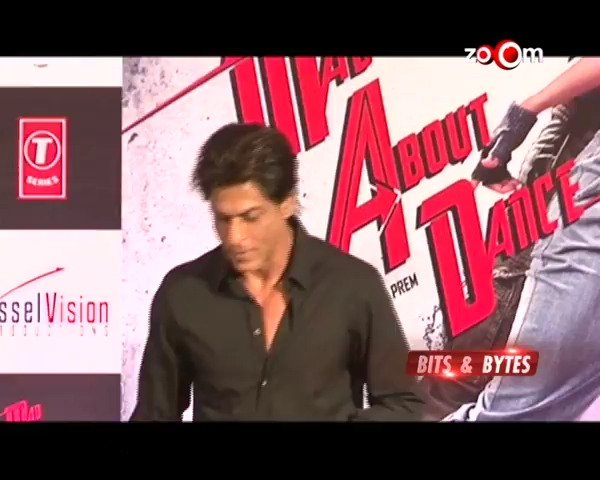 zoom
MAD
ABOUT
DANCE
PREM
T
SERIES
sselVision
BITS & BYTES